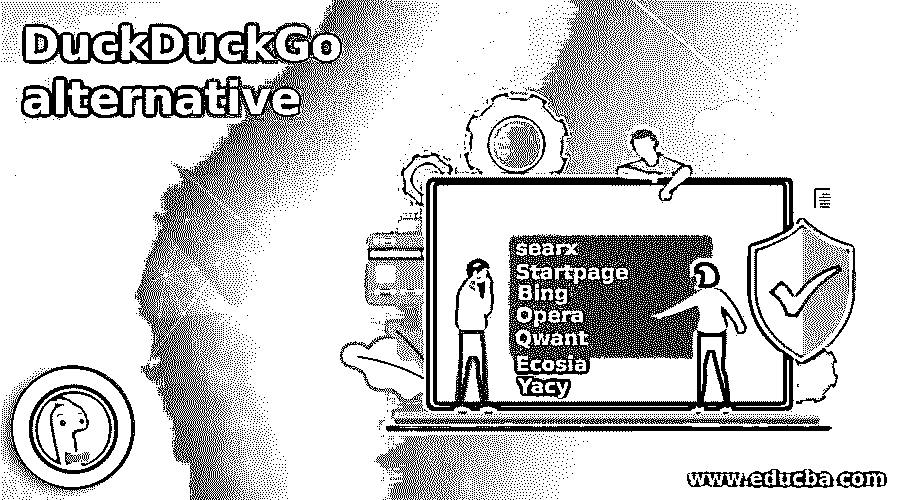 DuckDuckGo
alternative
searx
Startpage
Bing
Opera
Qwant
Ecosia
Yacy
www.educba.com